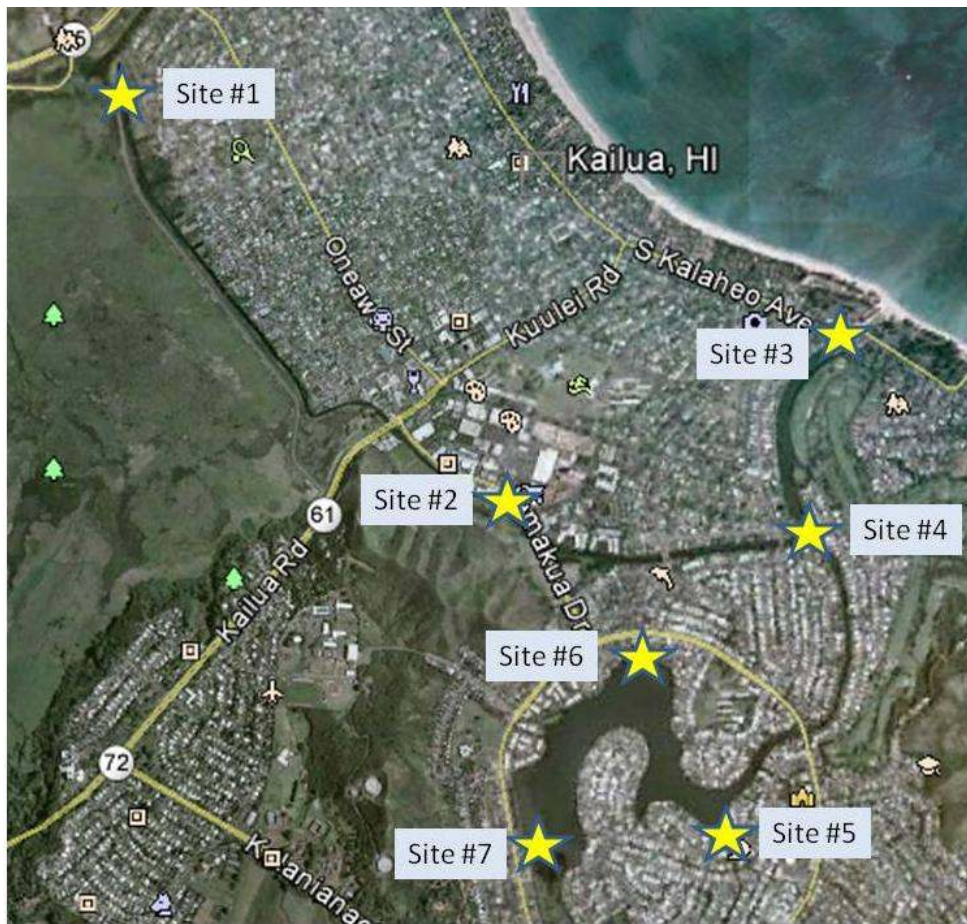 Site #1
Kailua, HI
Oneawa St
Kuulei Rd
S Kalaheo Ave
Site #3
Site #2
61
Site #4
Kailua Rd
Site #6
72
Site #7
Site #5